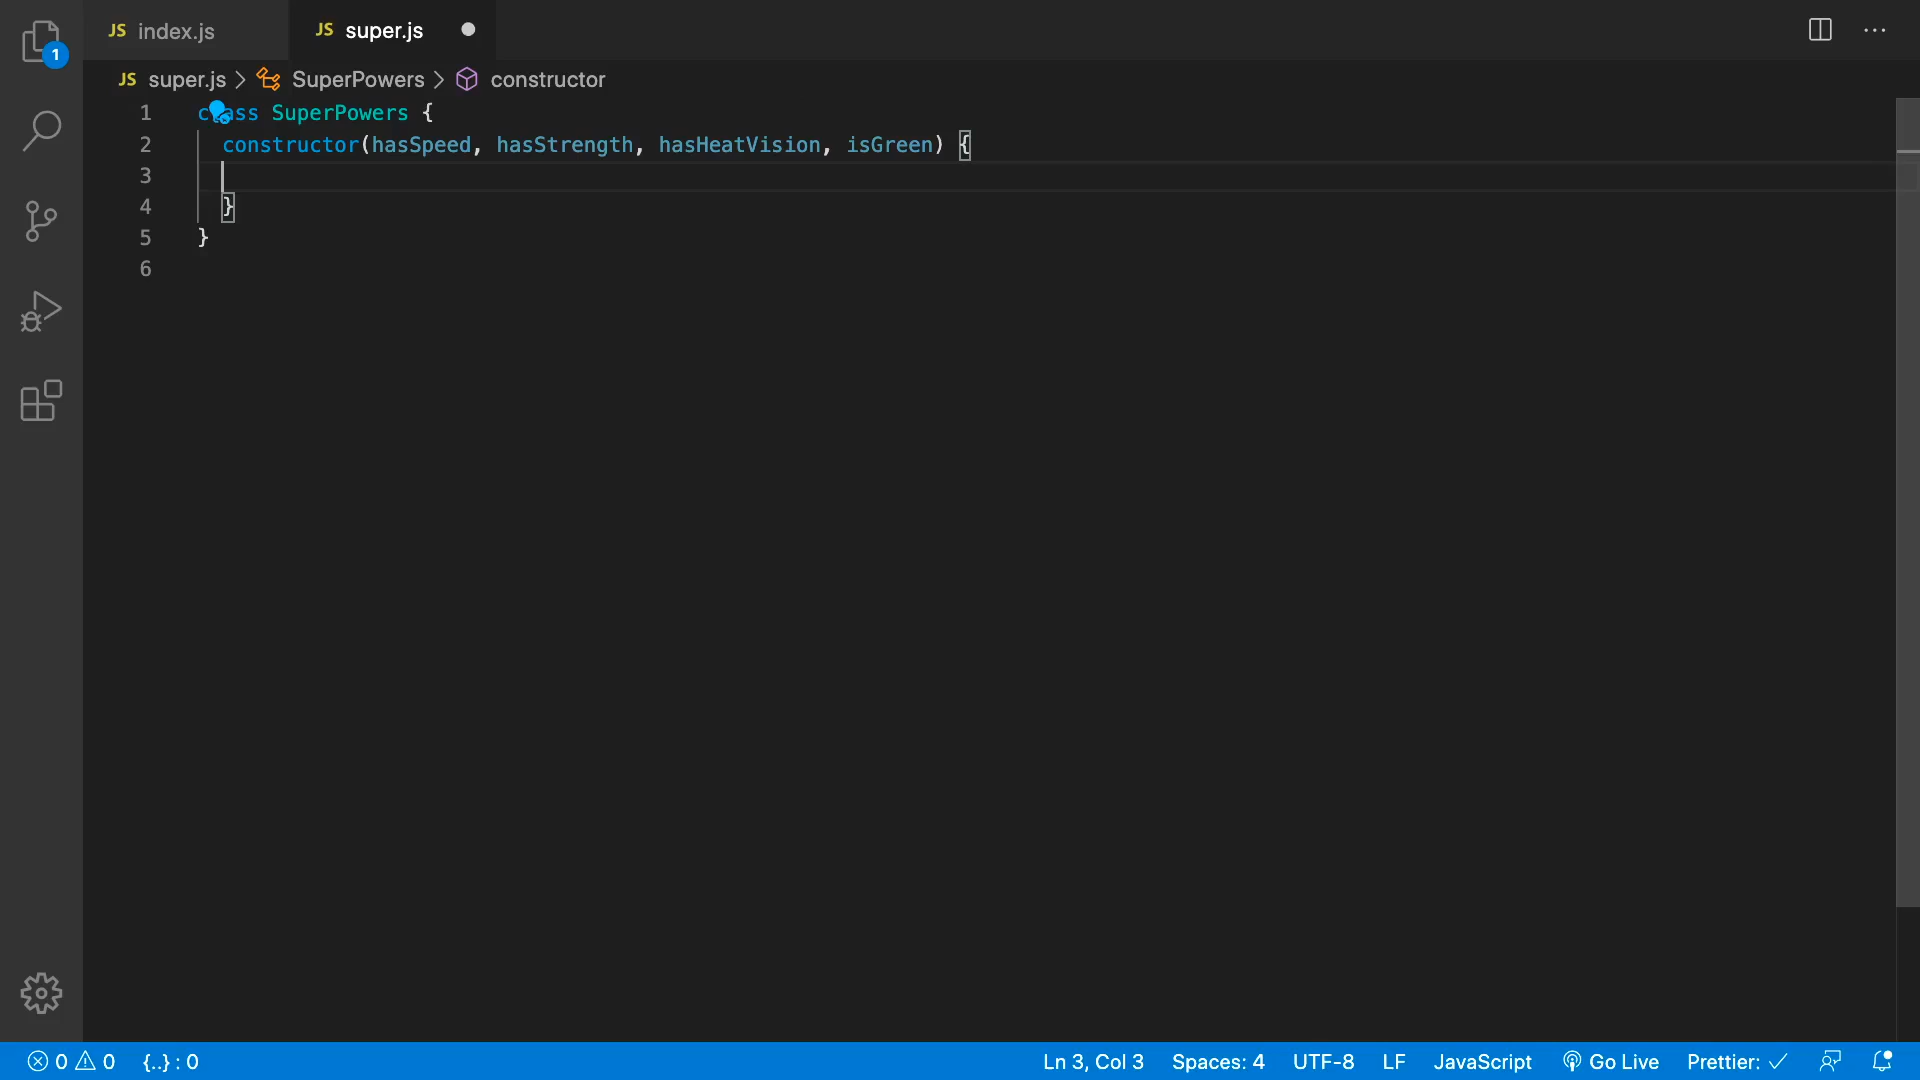 JS index.js JS super.js
1
JS super.js > SuperPowers > constructor
1 class SuperPowers {
2 constructor(hasSpeed, hasStrength, hasHeatVision, isGreen) {
3
4 }
5 }
6
0 0 {..} : 0 Ln 3, Col 3 Spaces: 4 UTF-8 LF JavaScript Go Live Prettier: ✓